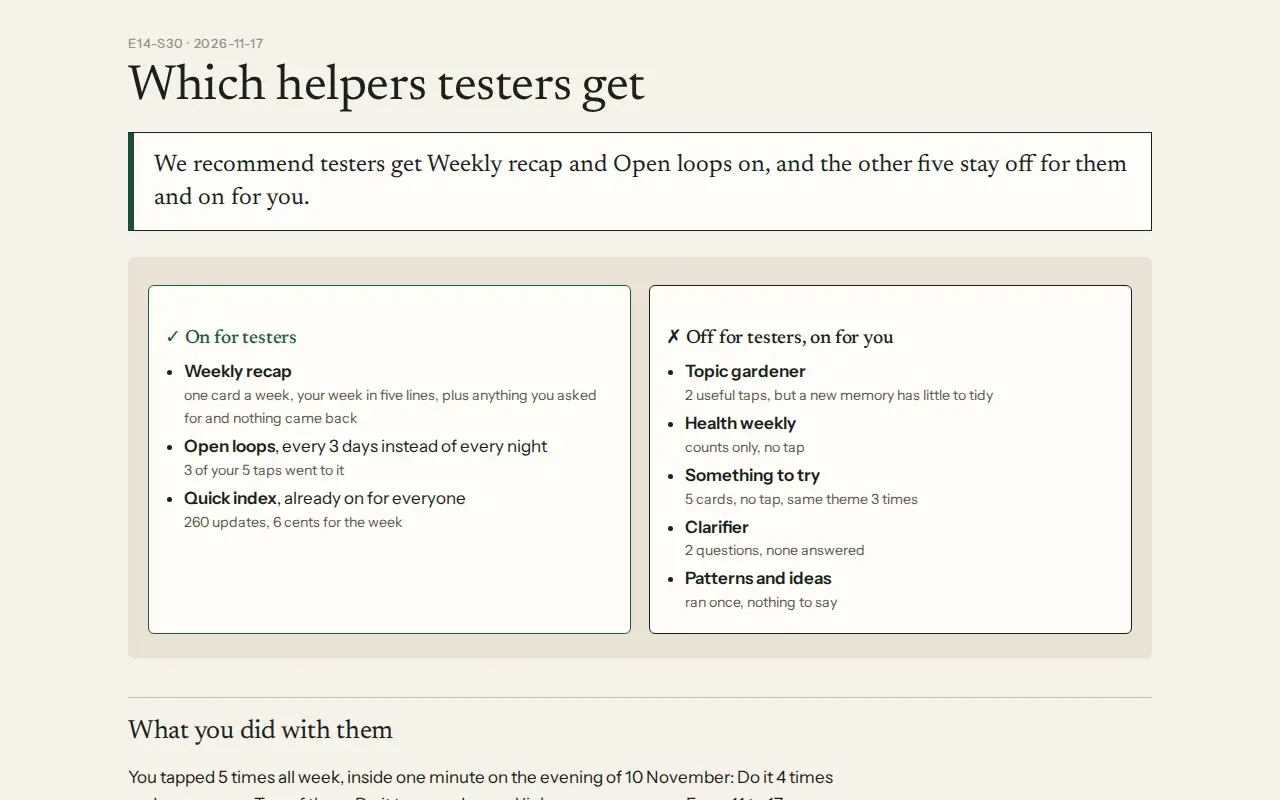 E14-S30 · 2026-11-17
Which helpers testers get
We recommend testers get Weekly recap and Open loops on, and the other five stay off for them
and on for you.
✓ On for testers
• Weekly recap
one card a week, your week in five lines, plus anything you asked
for and nothing came back
• Open loops, every 3 days instead of every night
3 of your 5 taps went to it
• Quick index, already on for everyone
260 updates, 6 cents for the week
✗ Off for testers, on for you
• Topic gardener
2 useful taps, but a new memory has little to tidy
• Health weekly
counts only, no tap
• Something to try
5 cards, no tap, same theme 3 times
• Clarifier
2 questions, none answered
• Patterns and ideas
ran once, nothing to say
What you did with them
You tapped 5 times all week, inside one minute on the evening of 10 November: Do it 4 times